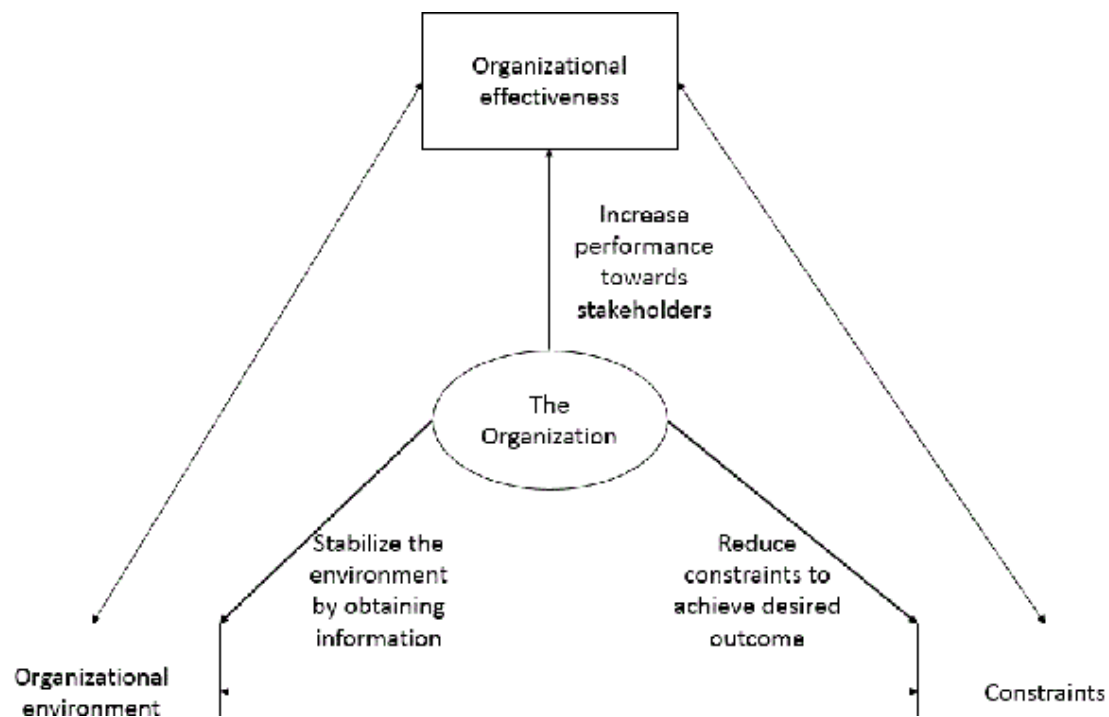 Organizational
effectiveness
Increase
performance
towards
stakeholders
The
Organization
Stabilize the
environment
by obtaining
information
Reduce
constraints to
achieve desired
outcome
Organizational
environment
Constraints